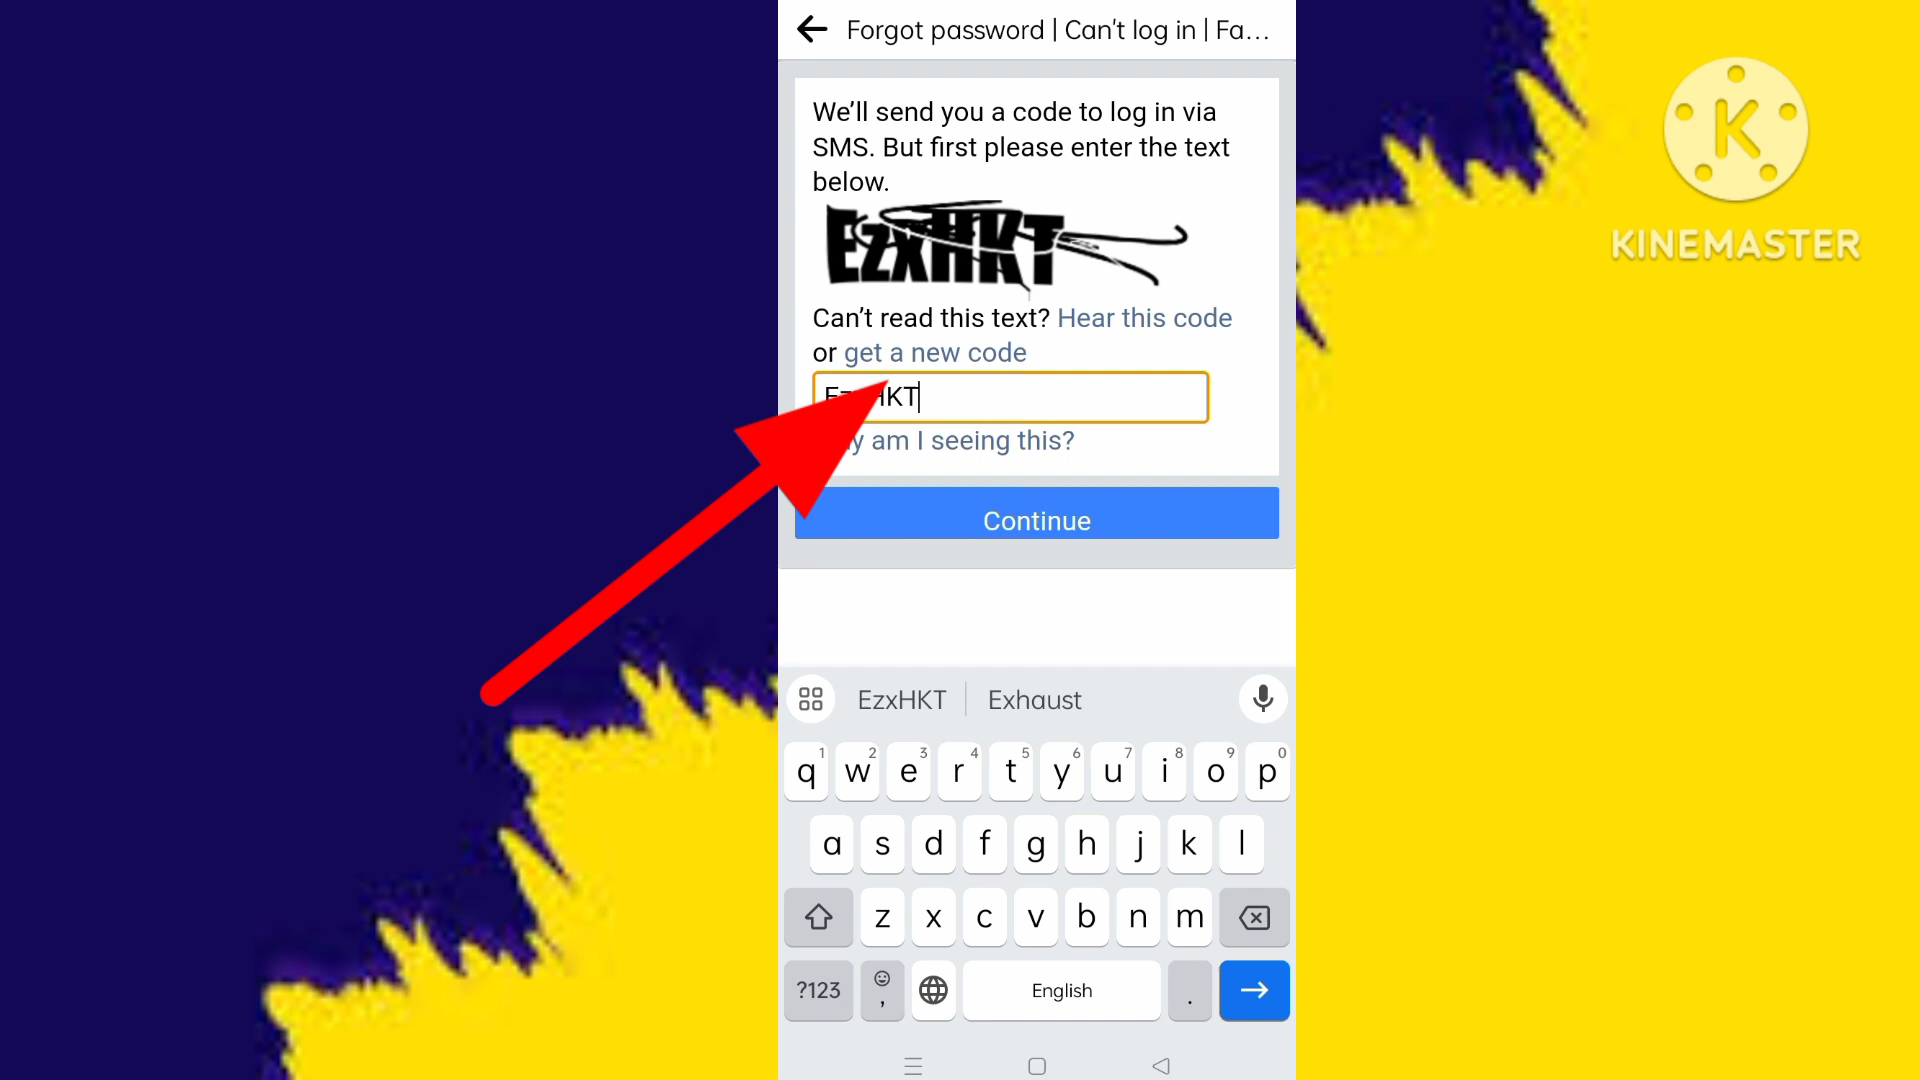 Forgot password | Can't log in | Fa...
We'll send you a code to log in via
SMS. But first please enter the text
below.
EzxHKT
Can't read this text? Hear this code
or get a new code
EzxHKT
am I seeing this?
Continue
K
KINEMASTER
EzxHKT Exhaust
1 2 3 4 5 6 7 8 9 0
q w e r t y u i o p
a s d f g h j k l
z x c v b n m
?123 , English .